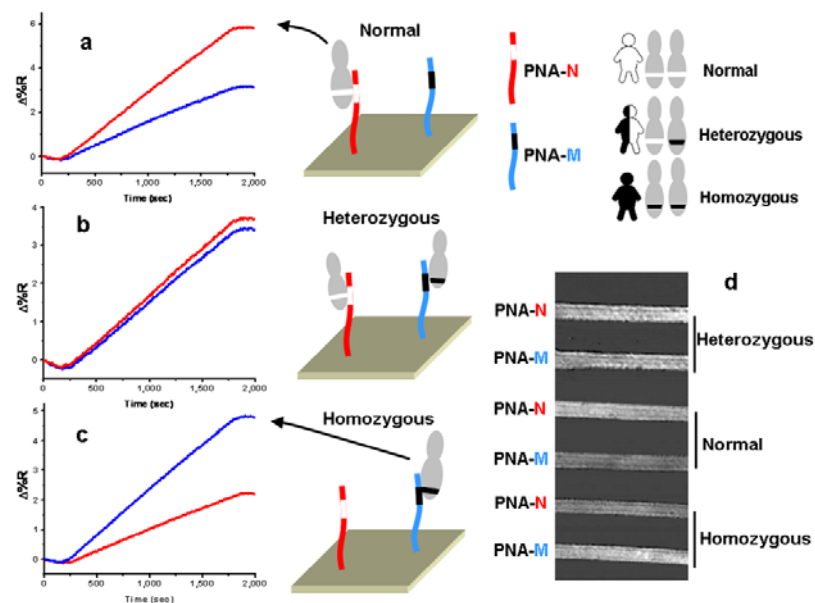 a
Normal
Δ%R
6
4
2
0
0
500
1,000
1,500
2,000
Time (sec)
PNA-N
PNA-M
Normal
Heterozygous
Homozygous
b
Heterozygous
Δ%R
4
3
2
1
0
0
500
1,000
1,500
2,000
Time (sec)
c
Homozygous
Δ%R
5
4
3
2
1
0
0
500
1,000
1,500
2,000
Time (sec)
d
PNA-N
PNA-M
Heterozygous
PNA-N
PNA-M
Normal
PNA-N
PNA-M
Homozygous